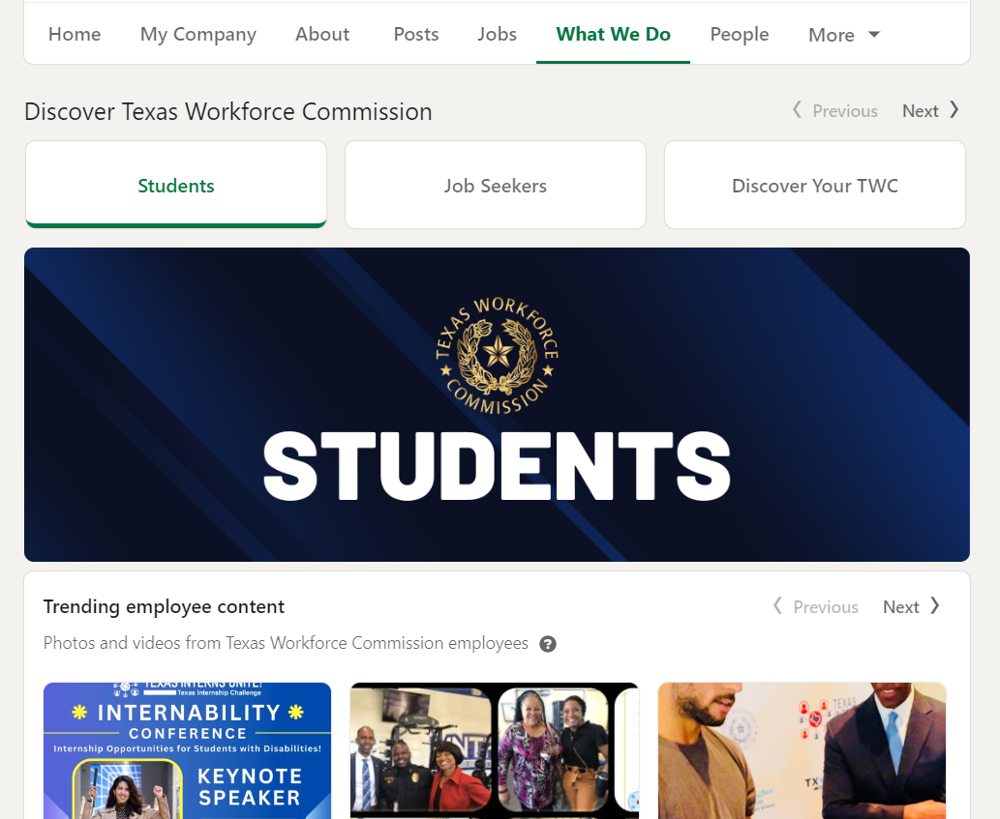 Home My Company About Posts Jobs What We Do People More
Discover Texas Workforce Commission
Previous Next
Students Job Seekers Discover Your TWC
TEXAS WORKFORCE COMMISSION
STUDENTS
Trending employee content
Previous Next
Photos and videos from Texas Workforce Commission employees ?
TEXAS INTERNS UNITE!
Texas Internship Challenge
INTERNABILITY
CONFERENCE
Internship Opportunities for Students with Disabilities!
KEYNOTE
SPEAKER
TEXAS